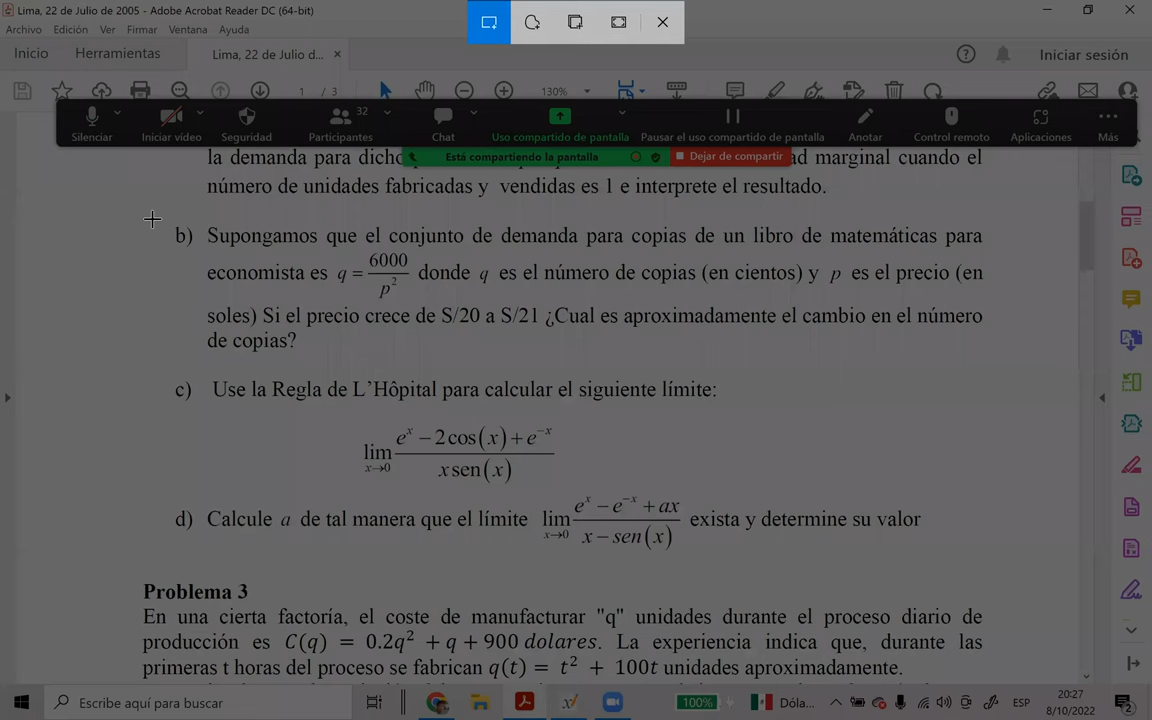 Lima, 22 de Julio de 2005 - Adobe Acrobat Reader DC (64-bit)
Archivo Edición Ver Firmar Ventana Ayuda
Inicio Herramientas Lima, 22 de Julio d... × Iniciar sesión
1 / 3 130%
32
Silenciar Iniciar vídeo Seguridad Participantes Chat Uso compartido de pantalla Pausar el uso compartido de pantalla Anotar Control remoto Aplicaciones Más
Está compartiendo la pantalla Dejar de compartir
la demanda para dicho ad marginal cuando el
número de unidades fabricadas y vendidas es 1 e interprete el resultado.
b) Supongamos que el conjunto de demanda para copias de un libro de matemáticas para
economista es q = 6000/p² donde q es el número de copias (en cientos) y p es el precio (en
soles) Si el precio crece de S/20 a S/21 ¿Cual es aproximadamente el cambio en el número
de copias?
c) Use la Regla de L’Hôpital para calcular el siguiente límite:
lim x→0 (e^x − 2cos(x) + e^−x)/(x sen(x))
d) Calcule a de tal manera que el límite lim x→0 (e^x − e^−x + ax)/(x − sen(x)) exista y determine su valor
Problema 3
En una cierta factoría, el coste de manufacturar "q" unidades durante el proceso diario de
producción es C(q) = 0.2q² + q + 900 dolares. La experiencia indica que, durante las
primeras t horas del proceso se fabrican q(t) = t² + 100t unidades aproximadamente.
Escribe aquí para buscar 100% Dóla... ESP 20:27
8/10/2022 2